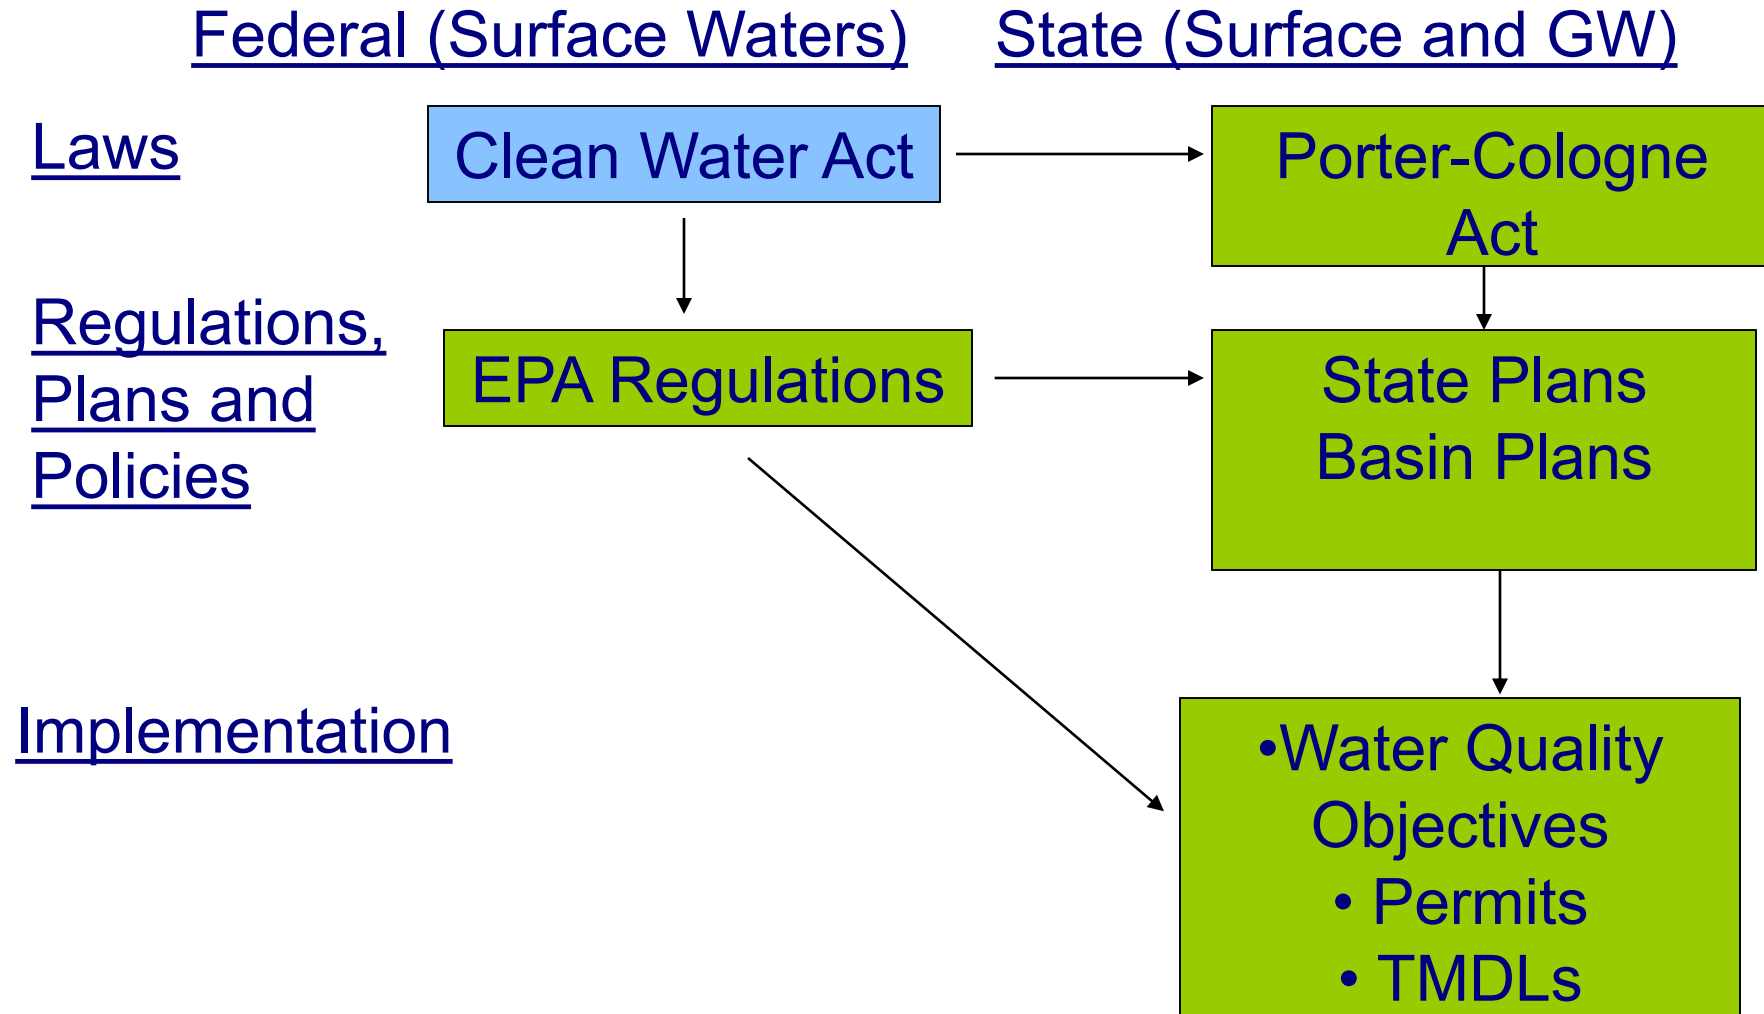 Federal (Surface Waters) State (Surface and GW)
Laws
Clean Water Act
Porter-Cologne
Act
Regulations,
Plans and
Policies
EPA Regulations
State Plans
Basin Plans
Implementation
•Water Quality
Objectives
• Permits
• TMDLs